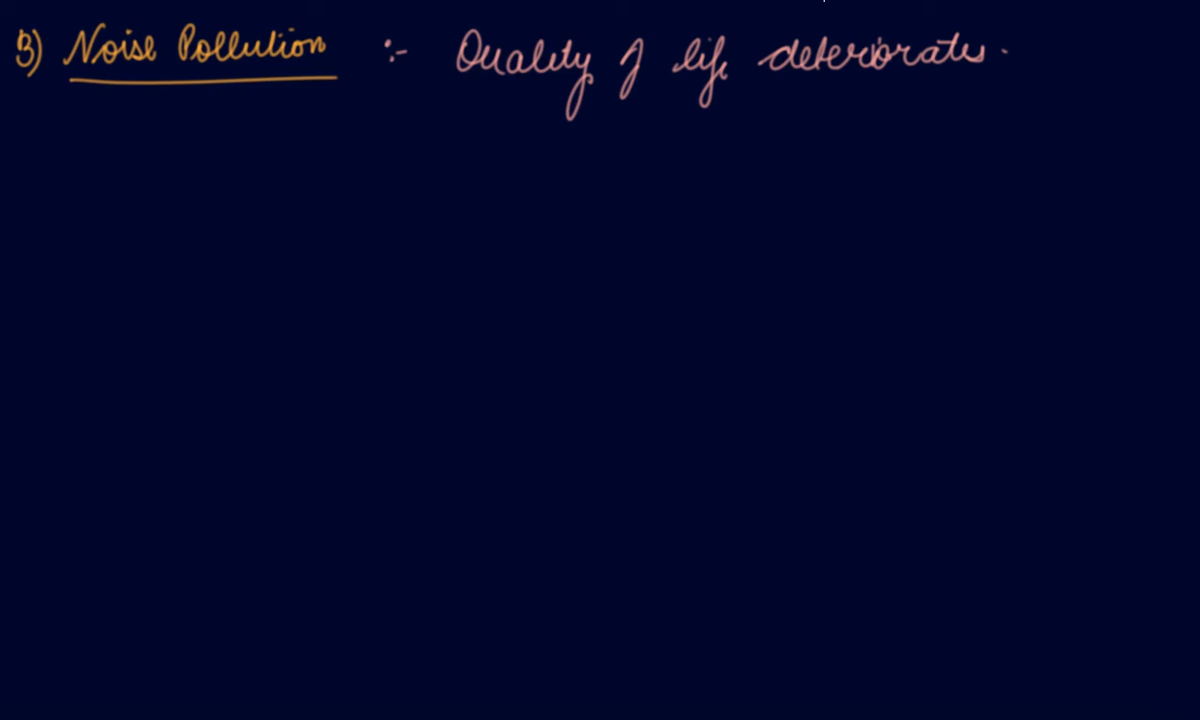 3) Noise Pollution :- Quality of life deteriorates.